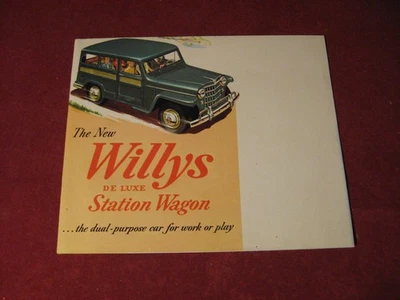 The New
Willys
DE LUXE
Station Wagon
...the dual-purpose car for work or play